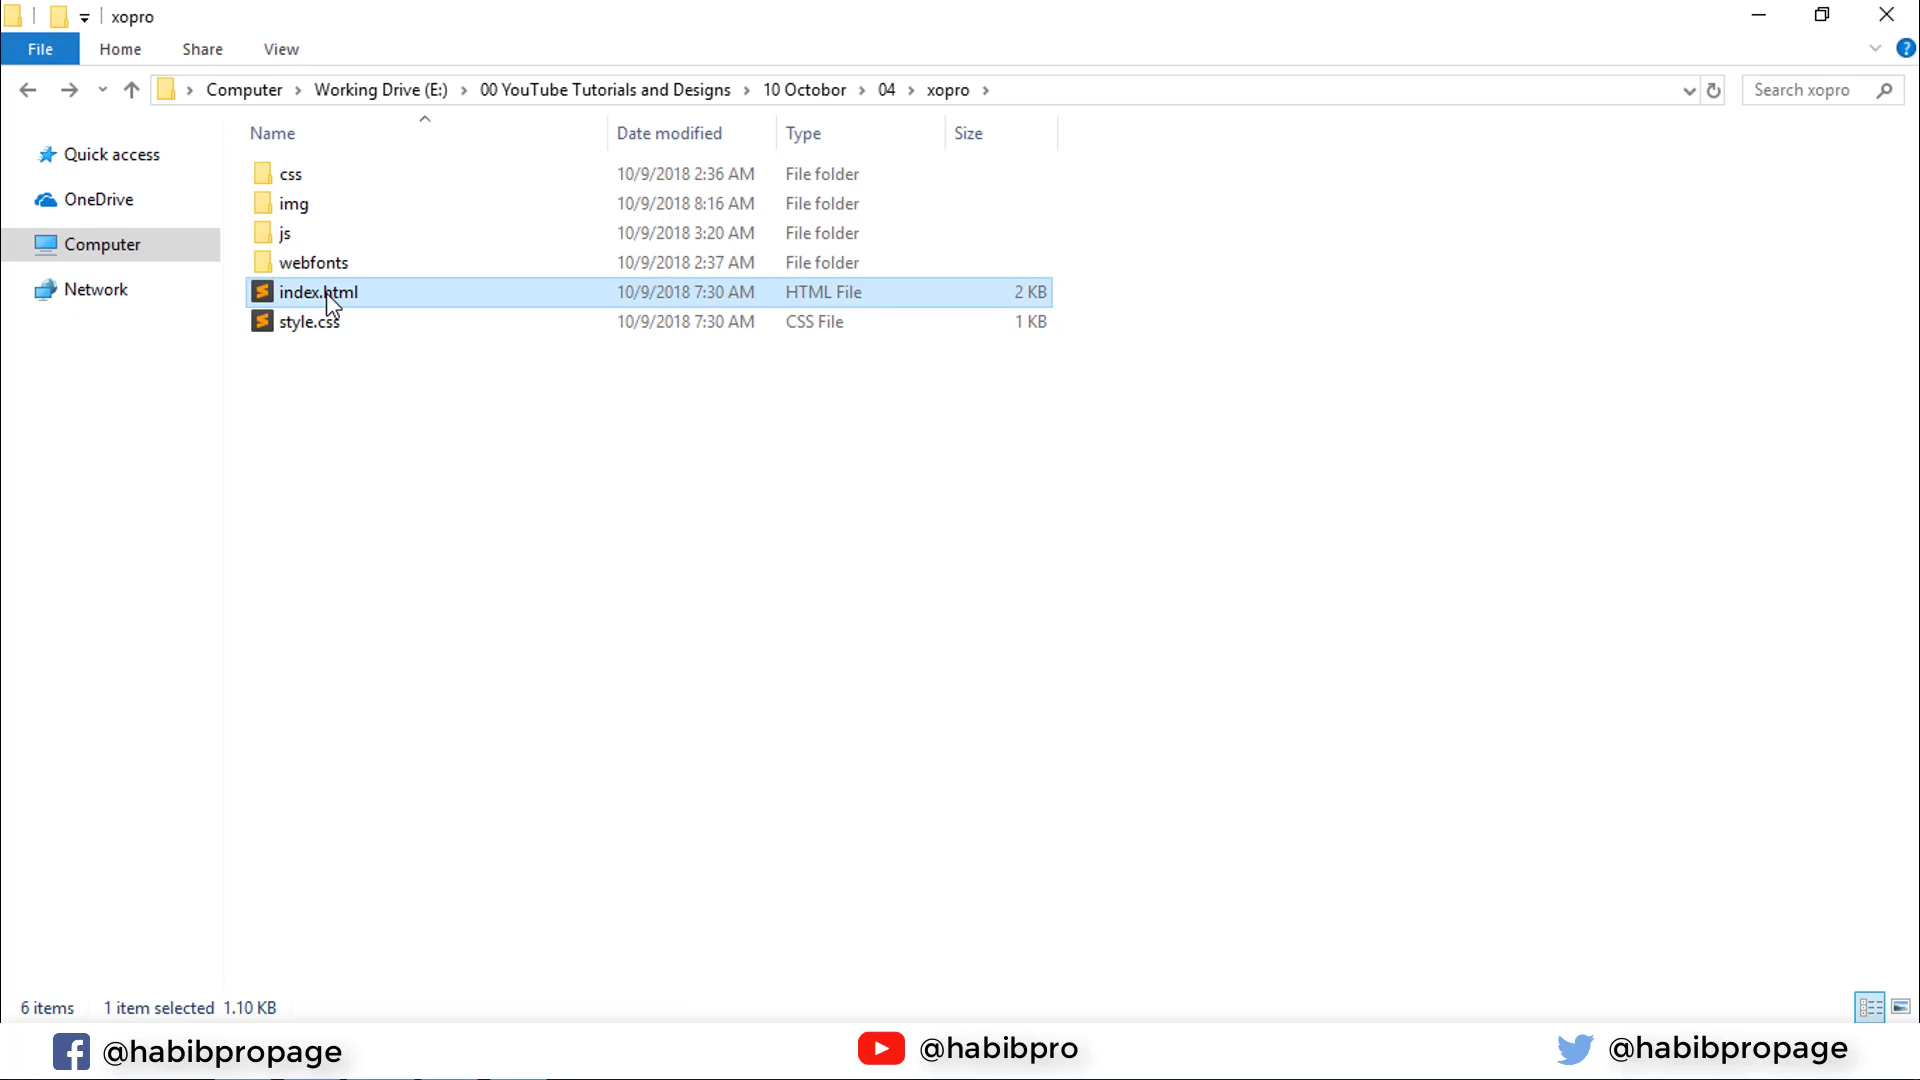 xopro
File Home Share View
Computer Working Drive (E:) 00 YouTube Tutorials and Designs 10 Octobor 04 xopro Search xopro
Name Date modified Type Size
Quick access
OneDrive
Computer
Network
css 10/9/2018 2:36 AM File folder
img 10/9/2018 8:16 AM File folder
js 10/9/2018 3:20 AM File folder
webfonts 10/9/2018 2:37 AM File folder
index.html 10/9/2018 7:30 AM HTML File 2 KB
style.css 10/9/2018 7:30 AM CSS File 1 KB
6 items 1 item selected 1.10 KB
@habibpropage @habibpro @habibpropage